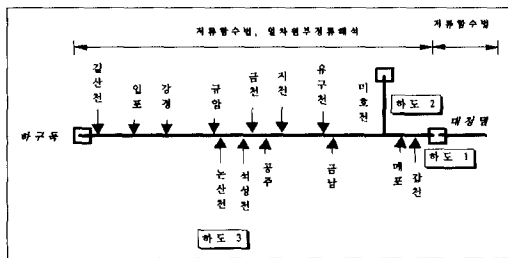 저류함수법, 일차원부정류해석
저류함수법
길산천
입포
강경
규암
금천
지천
유구천
미호천
하도 2
하구둑
대청댐
하도 1
논산천
석성천
공주
금남
매포
갑천
하도 3